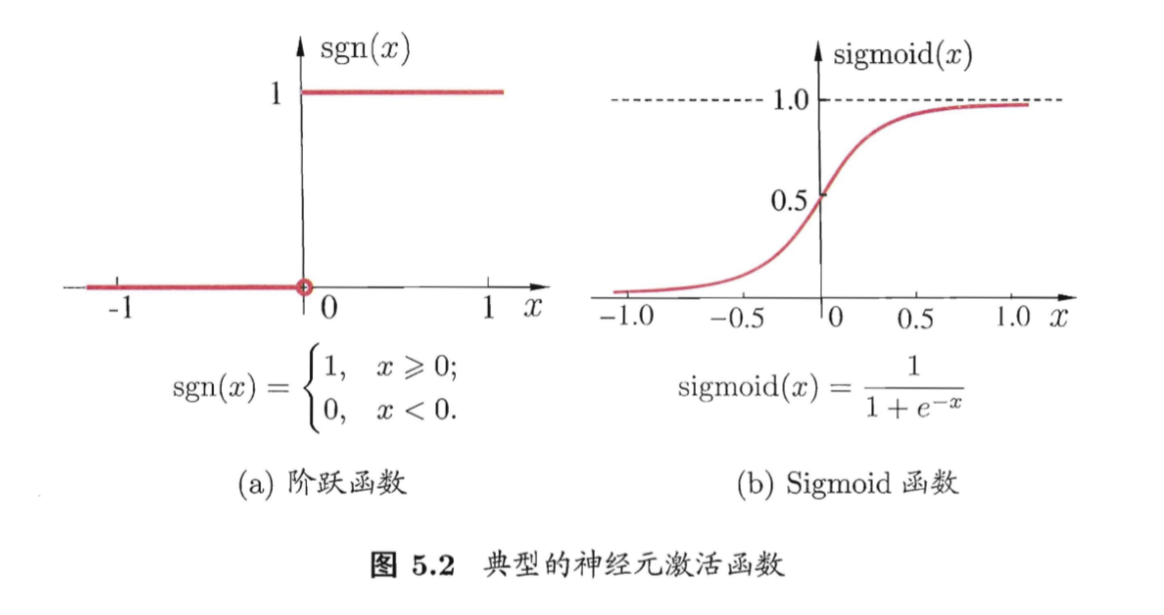 sgn(x)
1
-1
0
1
x
sgn(x) = { 1, x ⩾ 0;
0, x < 0.
(a) 阶跃函数
sigmoid(x)
1.0
0.5
−1.0
−0.5
0
0.5
1.0
x
sigmoid(x) = 1 / (1 + e^{−x})
(b) Sigmoid 函数
图 5.2 典型的神经元激活函数